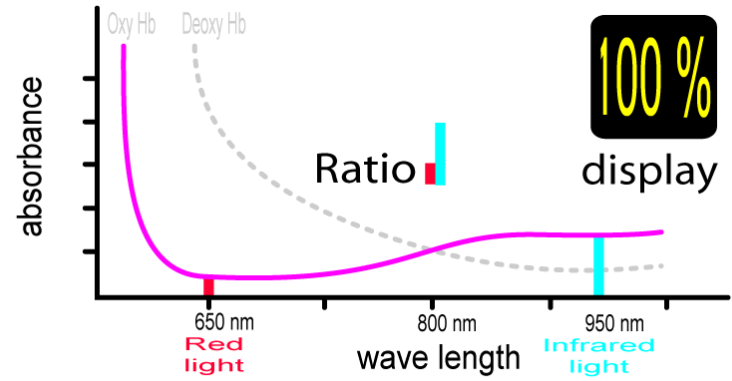 Oxy Hb
Deoxy Hb
100 %
absorbance
Ratio
display
650 nm
800 nm
950 nm
Red
light
wave length
Infrared
light